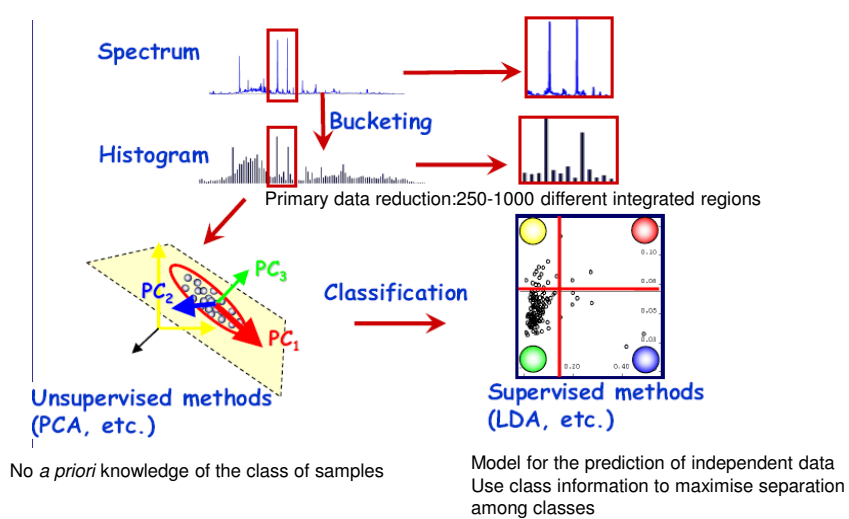 Spectrum
Bucketing
Histogram
Primary data reduction:250-1000 different integrated regions
PC3
PC2
PC1
Classification
0.10
0.08
0.05
0.03
0.20
0.40
Unsupervised methods
(PCA, etc.)
Supervised methods
(LDA, etc.)
No a priori knowledge of the class of samples
Model for the prediction of independent data
Use class information to maximise separation
among classes